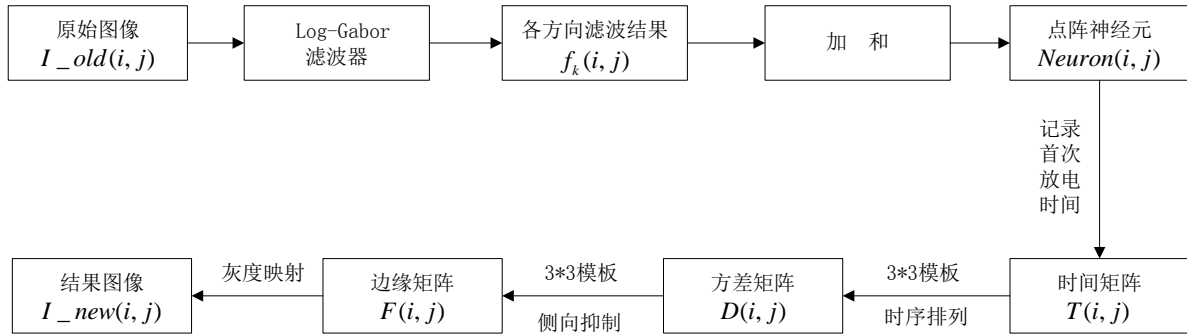 原始图像
I_old(i, j)
Log-Gabor
滤波器
各方向滤波结果
f_k(i, j)
加 和
点阵神经元
Neuron(i, j)
记录
首次
放电
时间
时间矩阵
T(i, j)
3*3模板
时序排列
方差矩阵
D(i, j)
3*3模板
侧向抑制
边缘矩阵
F(i, j)
灰度映射
结果图像
I_new(i, j)